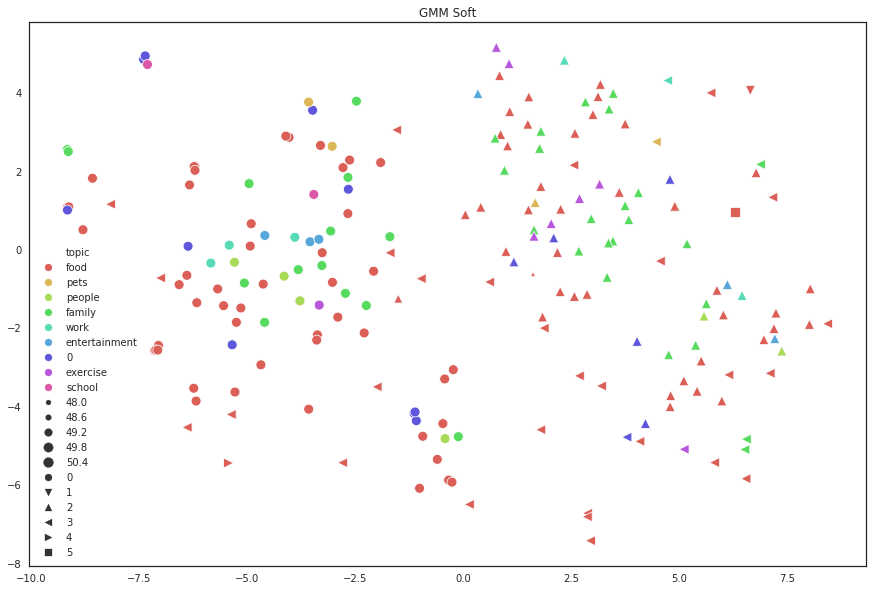 GMM Soft
4
2
0
−2
−4
−6
−8
topic
food
pets
people
family
work
entertainment
0
exercise
school
48.0
48.6
49.2
49.8
50.4
0
1
2
3
4
5
−10.0 −7.5 −5.0 −2.5 0.0 2.5 5.0 7.5